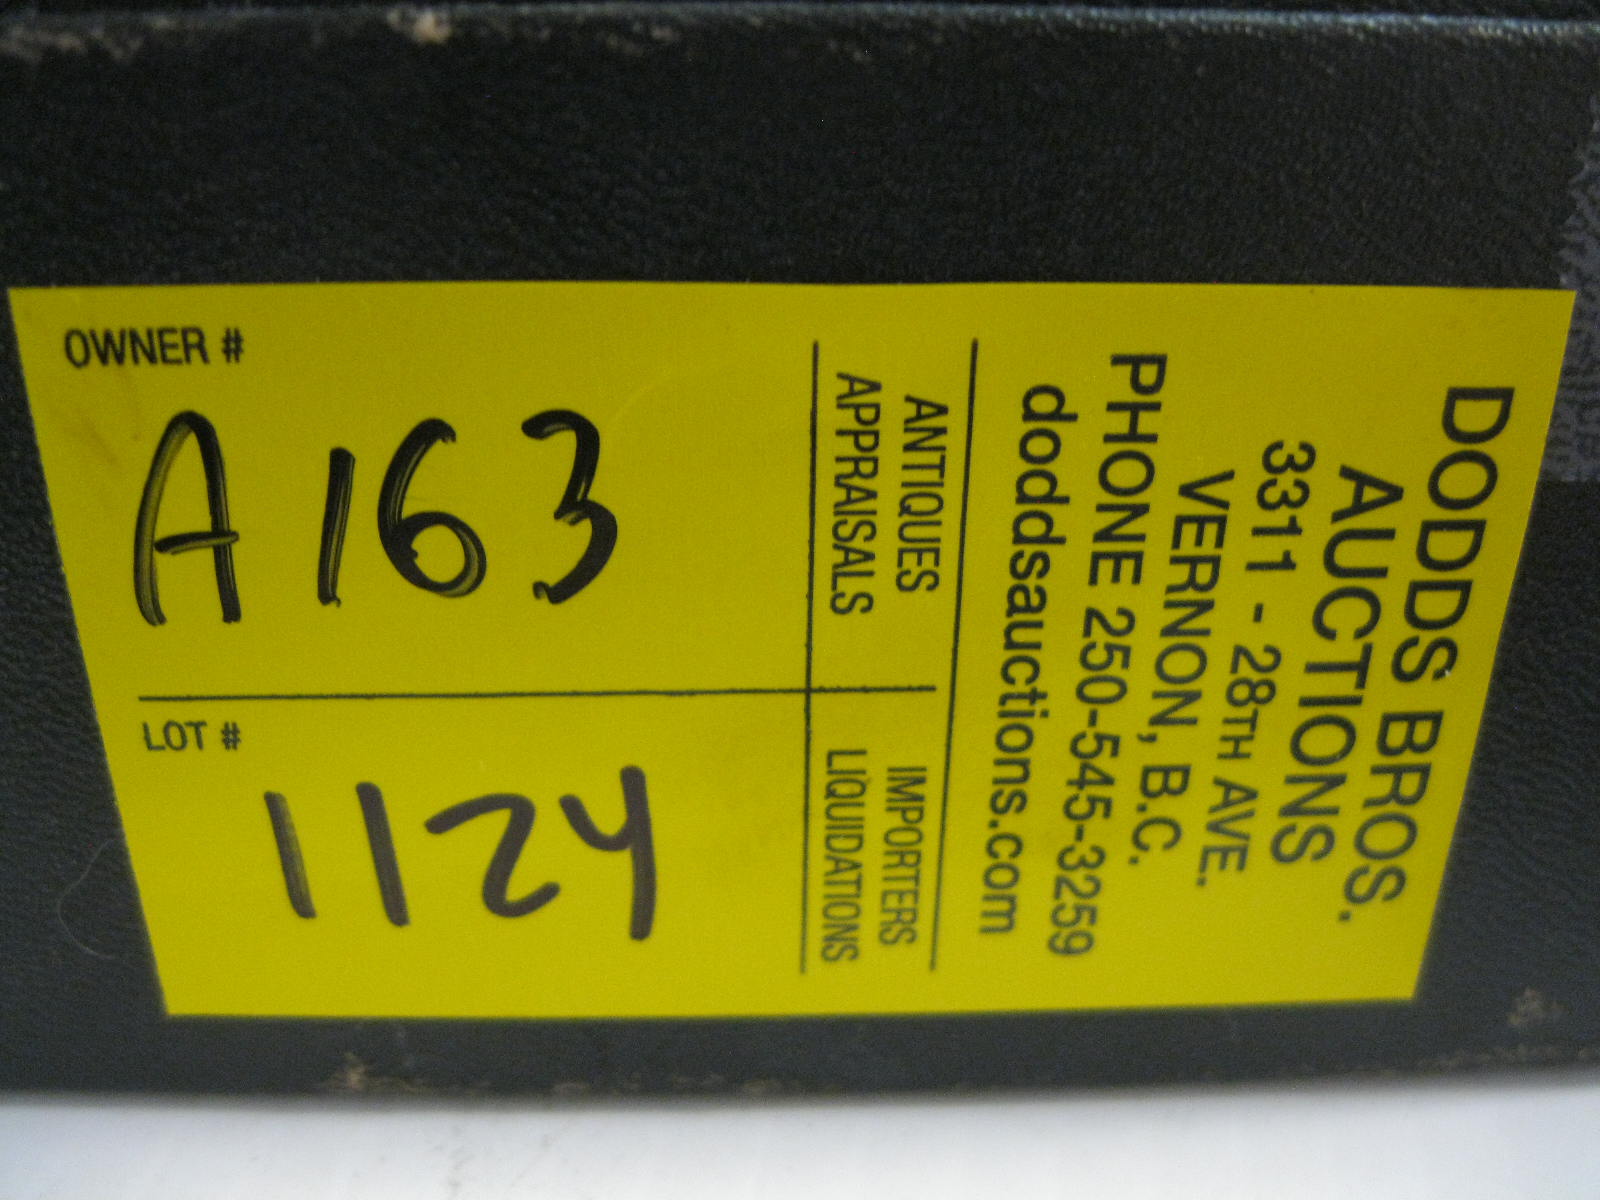 OWNER #
A 163
LOT #
1124
ANTIQUES
APPRAISALS
IMPORTERS
LIQUIDATIONS
DODDS BROS.
AUCTIONS
3311 - 28TH AVE.
VERNON, B.C.
PHONE 250-545-3259
doddsauctions.com